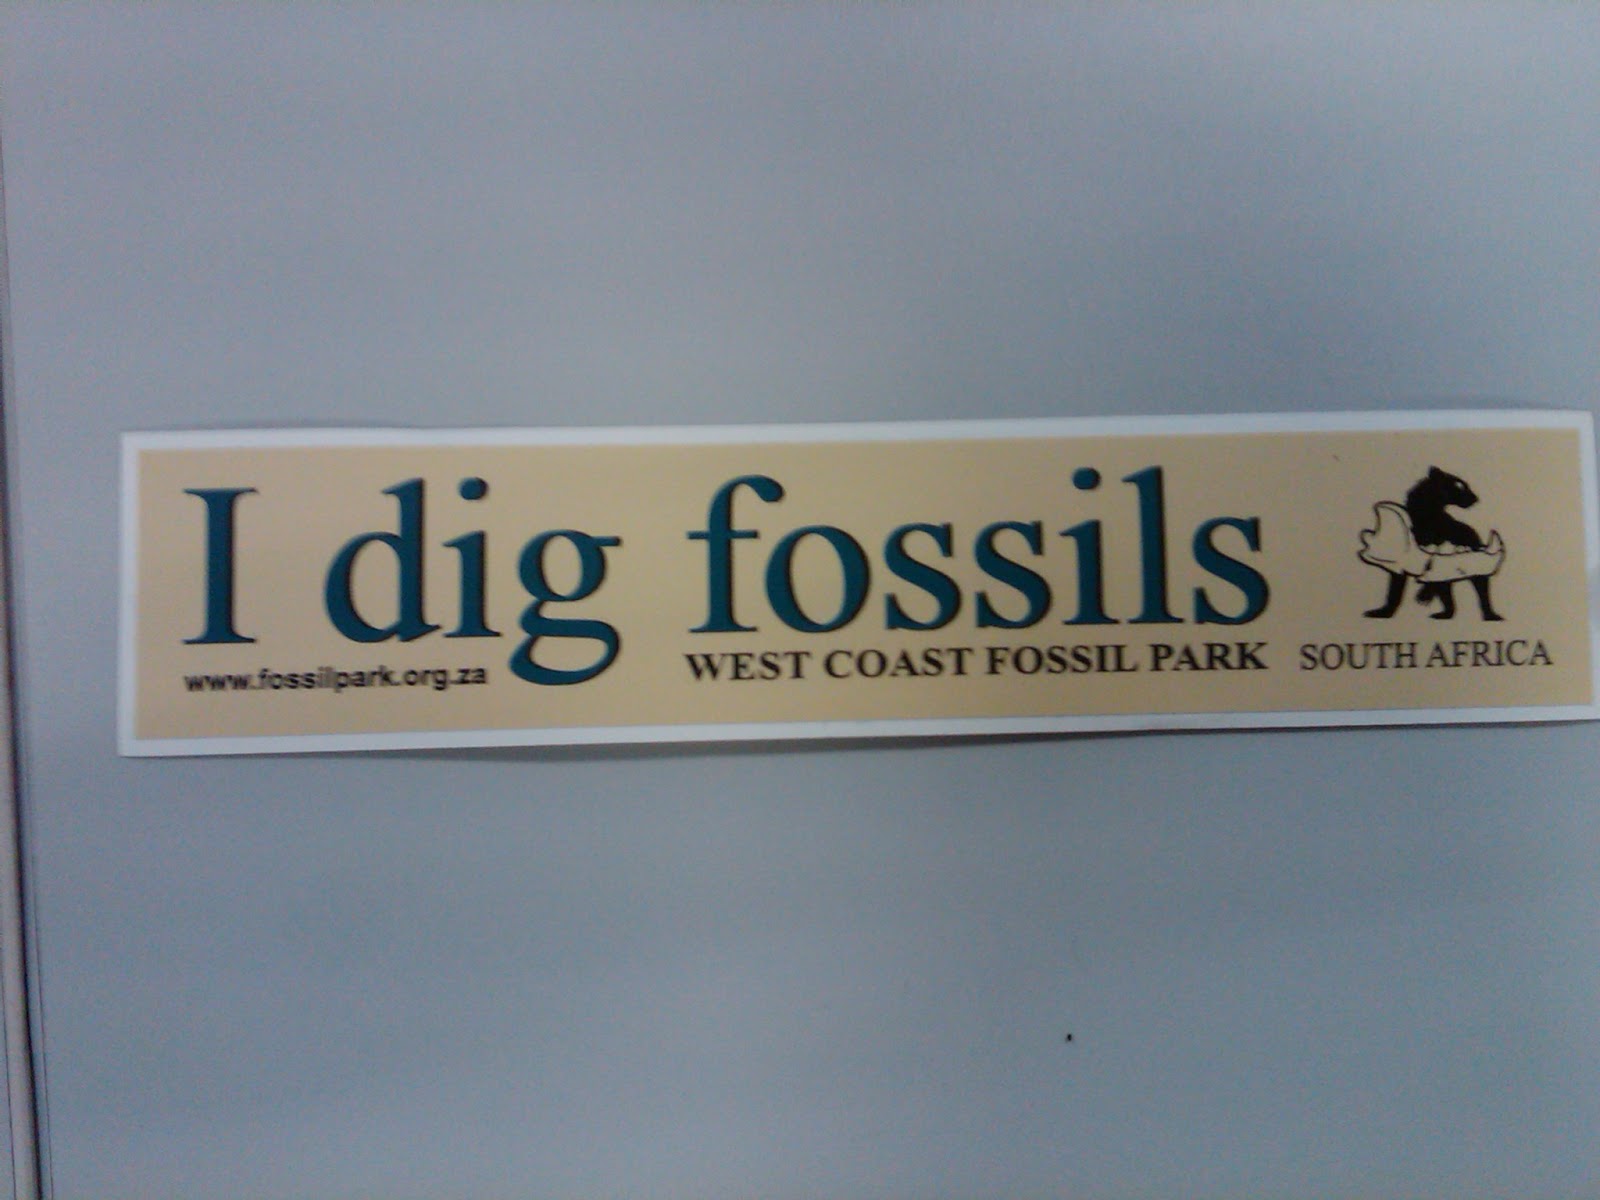 I dig fossils
www.fossilpark.org.za
WEST COAST FOSSIL PARK
SOUTH AFRICA